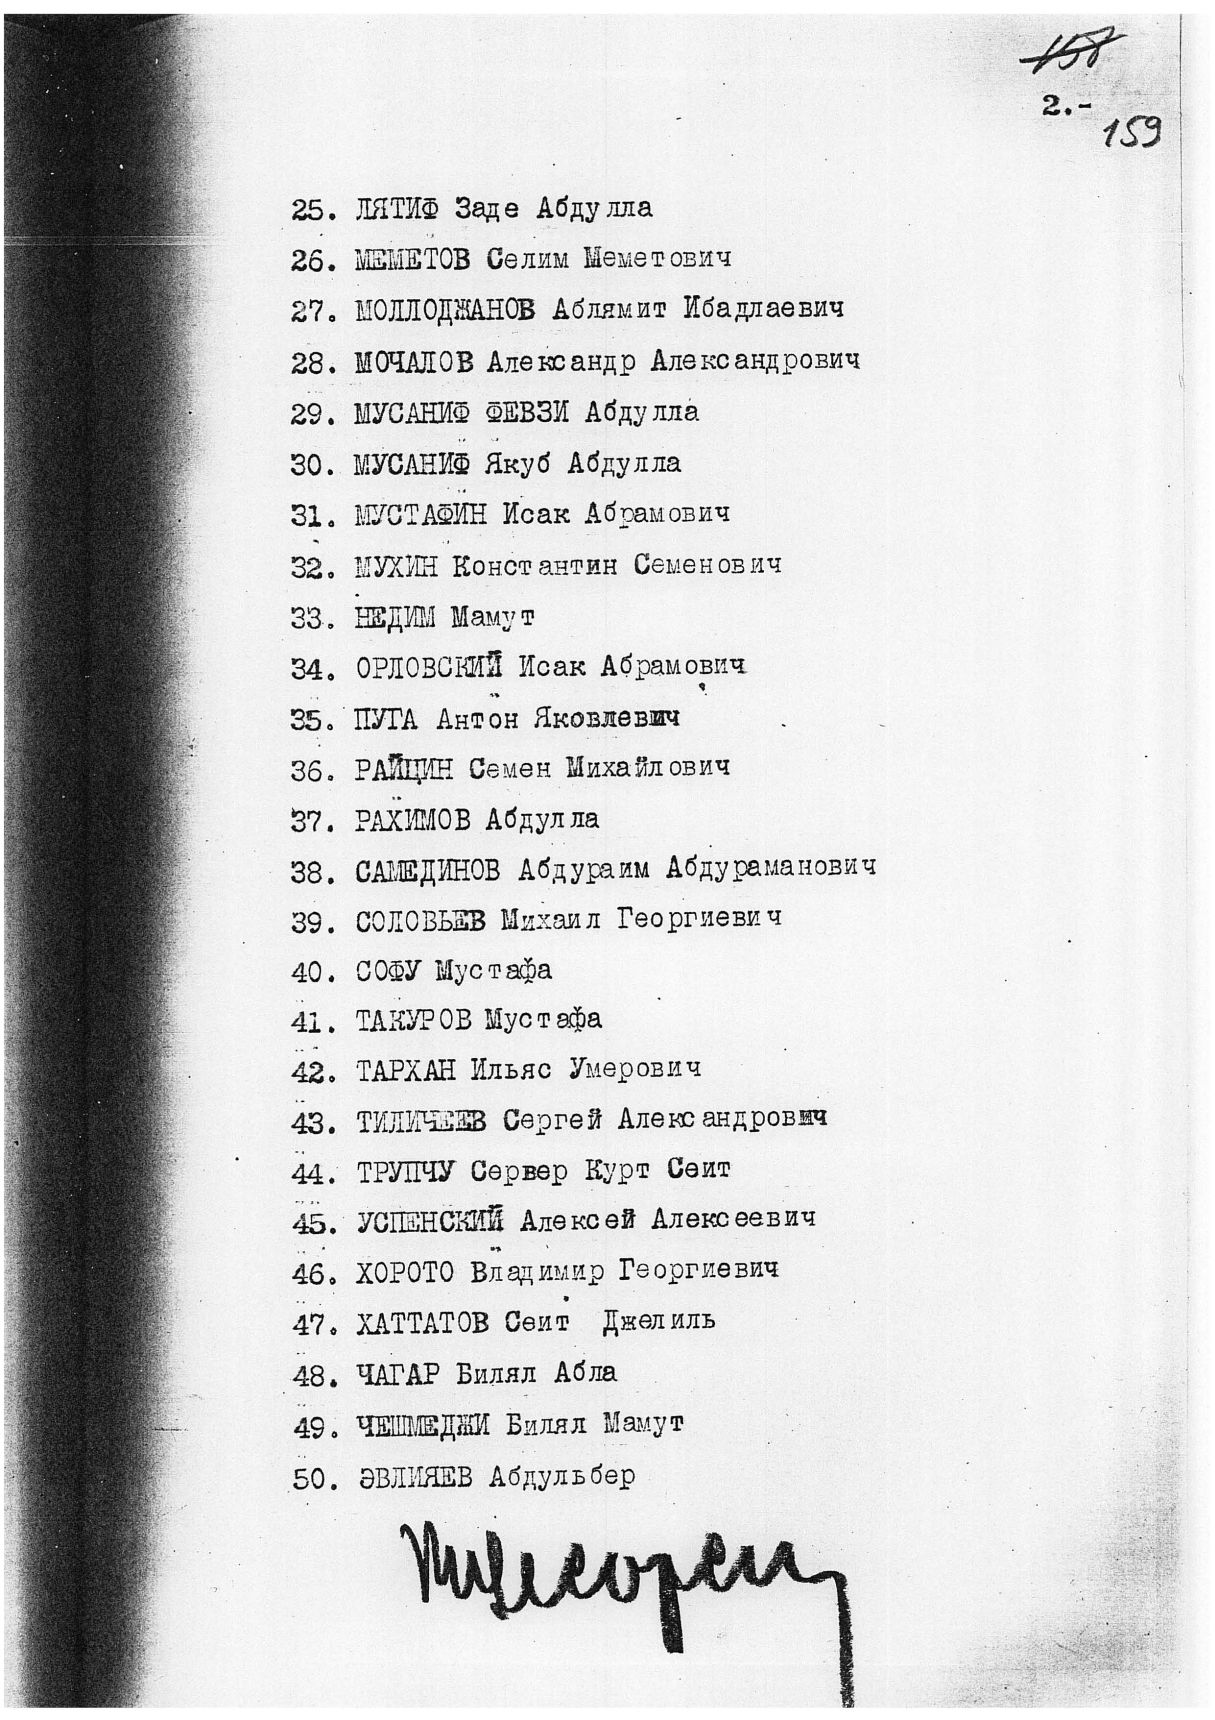 158
2.-
159
25. ЛЯТИФ Заде Абдулла
26. МЕМЕТОВ Селим Меметович
27. МОЛЛОДЖАНОВ Аблямит Ибадлаевич
28. МОЧАЛОВ Александр Александрович
29. МУСАНИФ ФЕВЗИ Абдулла
30. МУСАНИФ Якуб Абдулла
31. МУСТАФИН Исак Абрамович
32. МУХИН Константин Семенович
33. НЕДИМ Мамут
34. ОРЛОВСКИЙ Исак Абрамович
35. ПУГА Антон Яковлевич
36. РАЙЦИН Семен Михайлович
37. РАХИМОВ Абдулла
38. САМЕДИНОВ Абдураим Абдураманович
39. СОЛОВЬЕВ Михаил Георгиевич
40. СОФУ Мустафа
41. ТАКУРОВ Мустафа
42. ТАРХАН Ильяс Умерович
43. ТИЛИЧЕЕВ Сергей Александрович
44. ТРУПЧУ Сервер Курт Сеит
45. УСПЕНСКИЙ Алексей Алексеевич
46. ХОРОТО Владимир Георгиевич
47. ХАТТАТОВ Сеит Джелиль
48. ЧАГАР Билял Абла
49. ЧЕШМЕДЖИ Билял Мамут
50. ЭВЛИЯЕВ Абдульбер